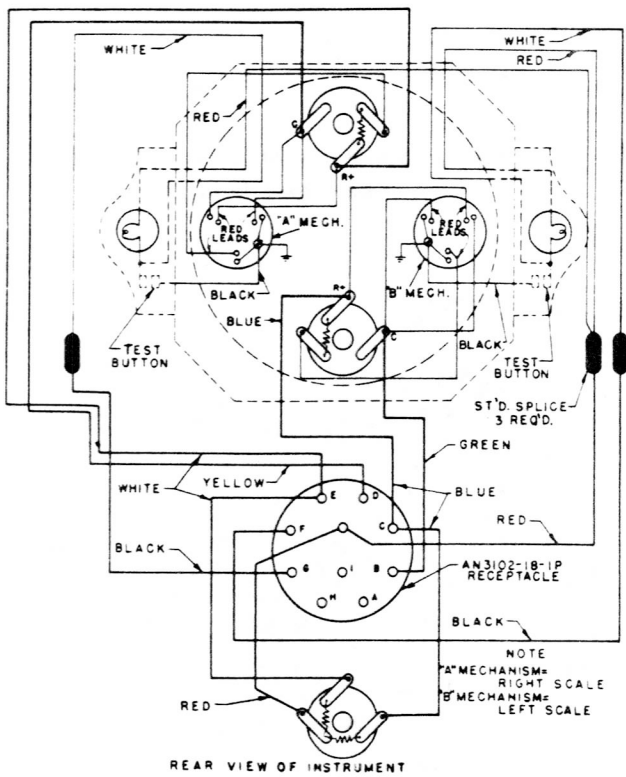 WHITE
WHITE
RED
RED
C
R+
RED
LEADS
"A" MECH.
RED
LEADS
BLACK
R+
"B" MECH.
BLUE
C
BLACK
TEST
BUTTON
TEST
BUTTON
ST'D. SPLICE
3 REQ'D.
GREEN
YELLOW
WHITE
E
D
BLUE
F
C
RED
BLACK
G
I
B
AN3102-18-1P
RECEPTACLE
H
A
BLACK
NOTE
"A" MECHANISM=
RIGHT SCALE
"B" MECHANISM=
LEFT SCALE
RED
REAR VIEW OF INSTRUMENT